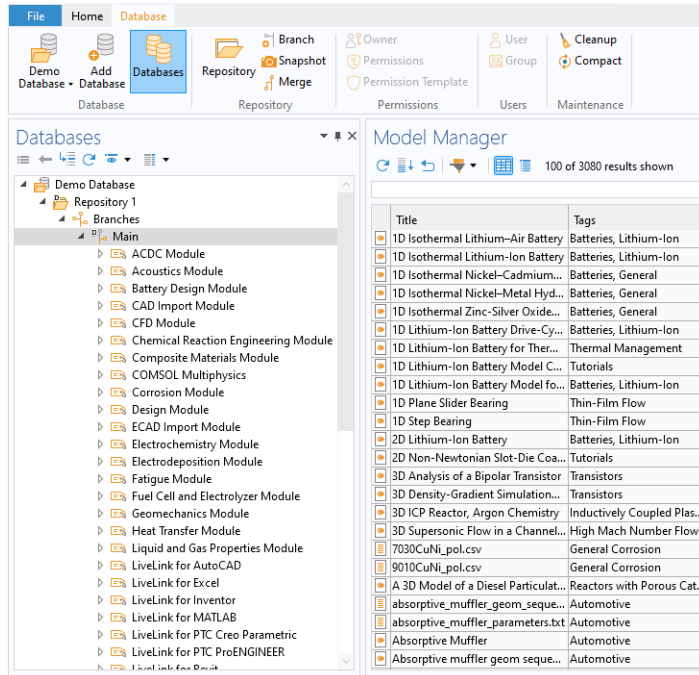 File Home Database
Demo Database
Add Database
Databases
Repository
Branch
Snapshot
Merge
Owner
Permissions
Permission Template
User
Group
Cleanup
Compact
Database Repository Permissions Users Maintenance
Databases
Demo Database
Repository 1
Branches
Main
ACDC Module
Acoustics Module
Battery Design Module
CAD Import Module
CFD Module
Chemical Reaction Engineering Module
Composite Materials Module
COMSOL Multiphysics
Corrosion Module
Design Module
ECAD Import Module
Electrochemistry Module
Electrodeposition Module
Fatigue Module
Fuel Cell and Electrolyzer Module
Geomechanics Module
Heat Transfer Module
Liquid and Gas Properties Module
LiveLink for AutoCAD
LiveLink for Excel
LiveLink for Inventor
LiveLink for MATLAB
LiveLink for PTC Creo Parametric
LiveLink for PTC ProENGINEER
LiveLink for Revit
Model Manager
100 of 3080 results shown
Title Tags
1D Isothermal Lithium–Air Battery Batteries, Lithium-Ion
1D Isothermal Lithium-Ion Battery Batteries, Lithium-Ion
1D Isothermal Nickel–Cadmium... Batteries, General
1D Isothermal Nickel–Metal Hyd... Batteries, General
1D Isothermal Zinc-Silver Oxide... Batteries, General
1D Lithium-Ion Battery Drive-Cy... Batteries, Lithium-Ion
1D Lithium-Ion Battery for Ther... Thermal Management
1D Lithium-Ion Battery Model C... Tutorials
1D Lithium-Ion Battery Model fo... Batteries, Lithium-Ion
1D Plane Slider Bearing Thin-Film Flow
1D Step Bearing Thin-Film Flow
2D Lithium-Ion Battery Batteries, Lithium-Ion
2D Non-Newtonian Slot-Die Coa... Tutorials
3D Analysis of a Bipolar Transistor Transistors
3D Density-Gradient Simulation... Transistors
3D ICP Reactor, Argon Chemistry Inductively Coupled Plas...
3D Supersonic Flow in a Channel... High Mach Number Flow
7030CuNi_pol.csv General Corrosion
9010CuNi_pol.csv General Corrosion
A 3D Model of a Diesel Particulat... Reactors with Porous Cat...
absorptive_muffler_geom_seque... Automotive
absorptive_muffler_parameters.txt Automotive
Absorptive Muffler Automotive
Absorptive muffler geom seque... Automotive